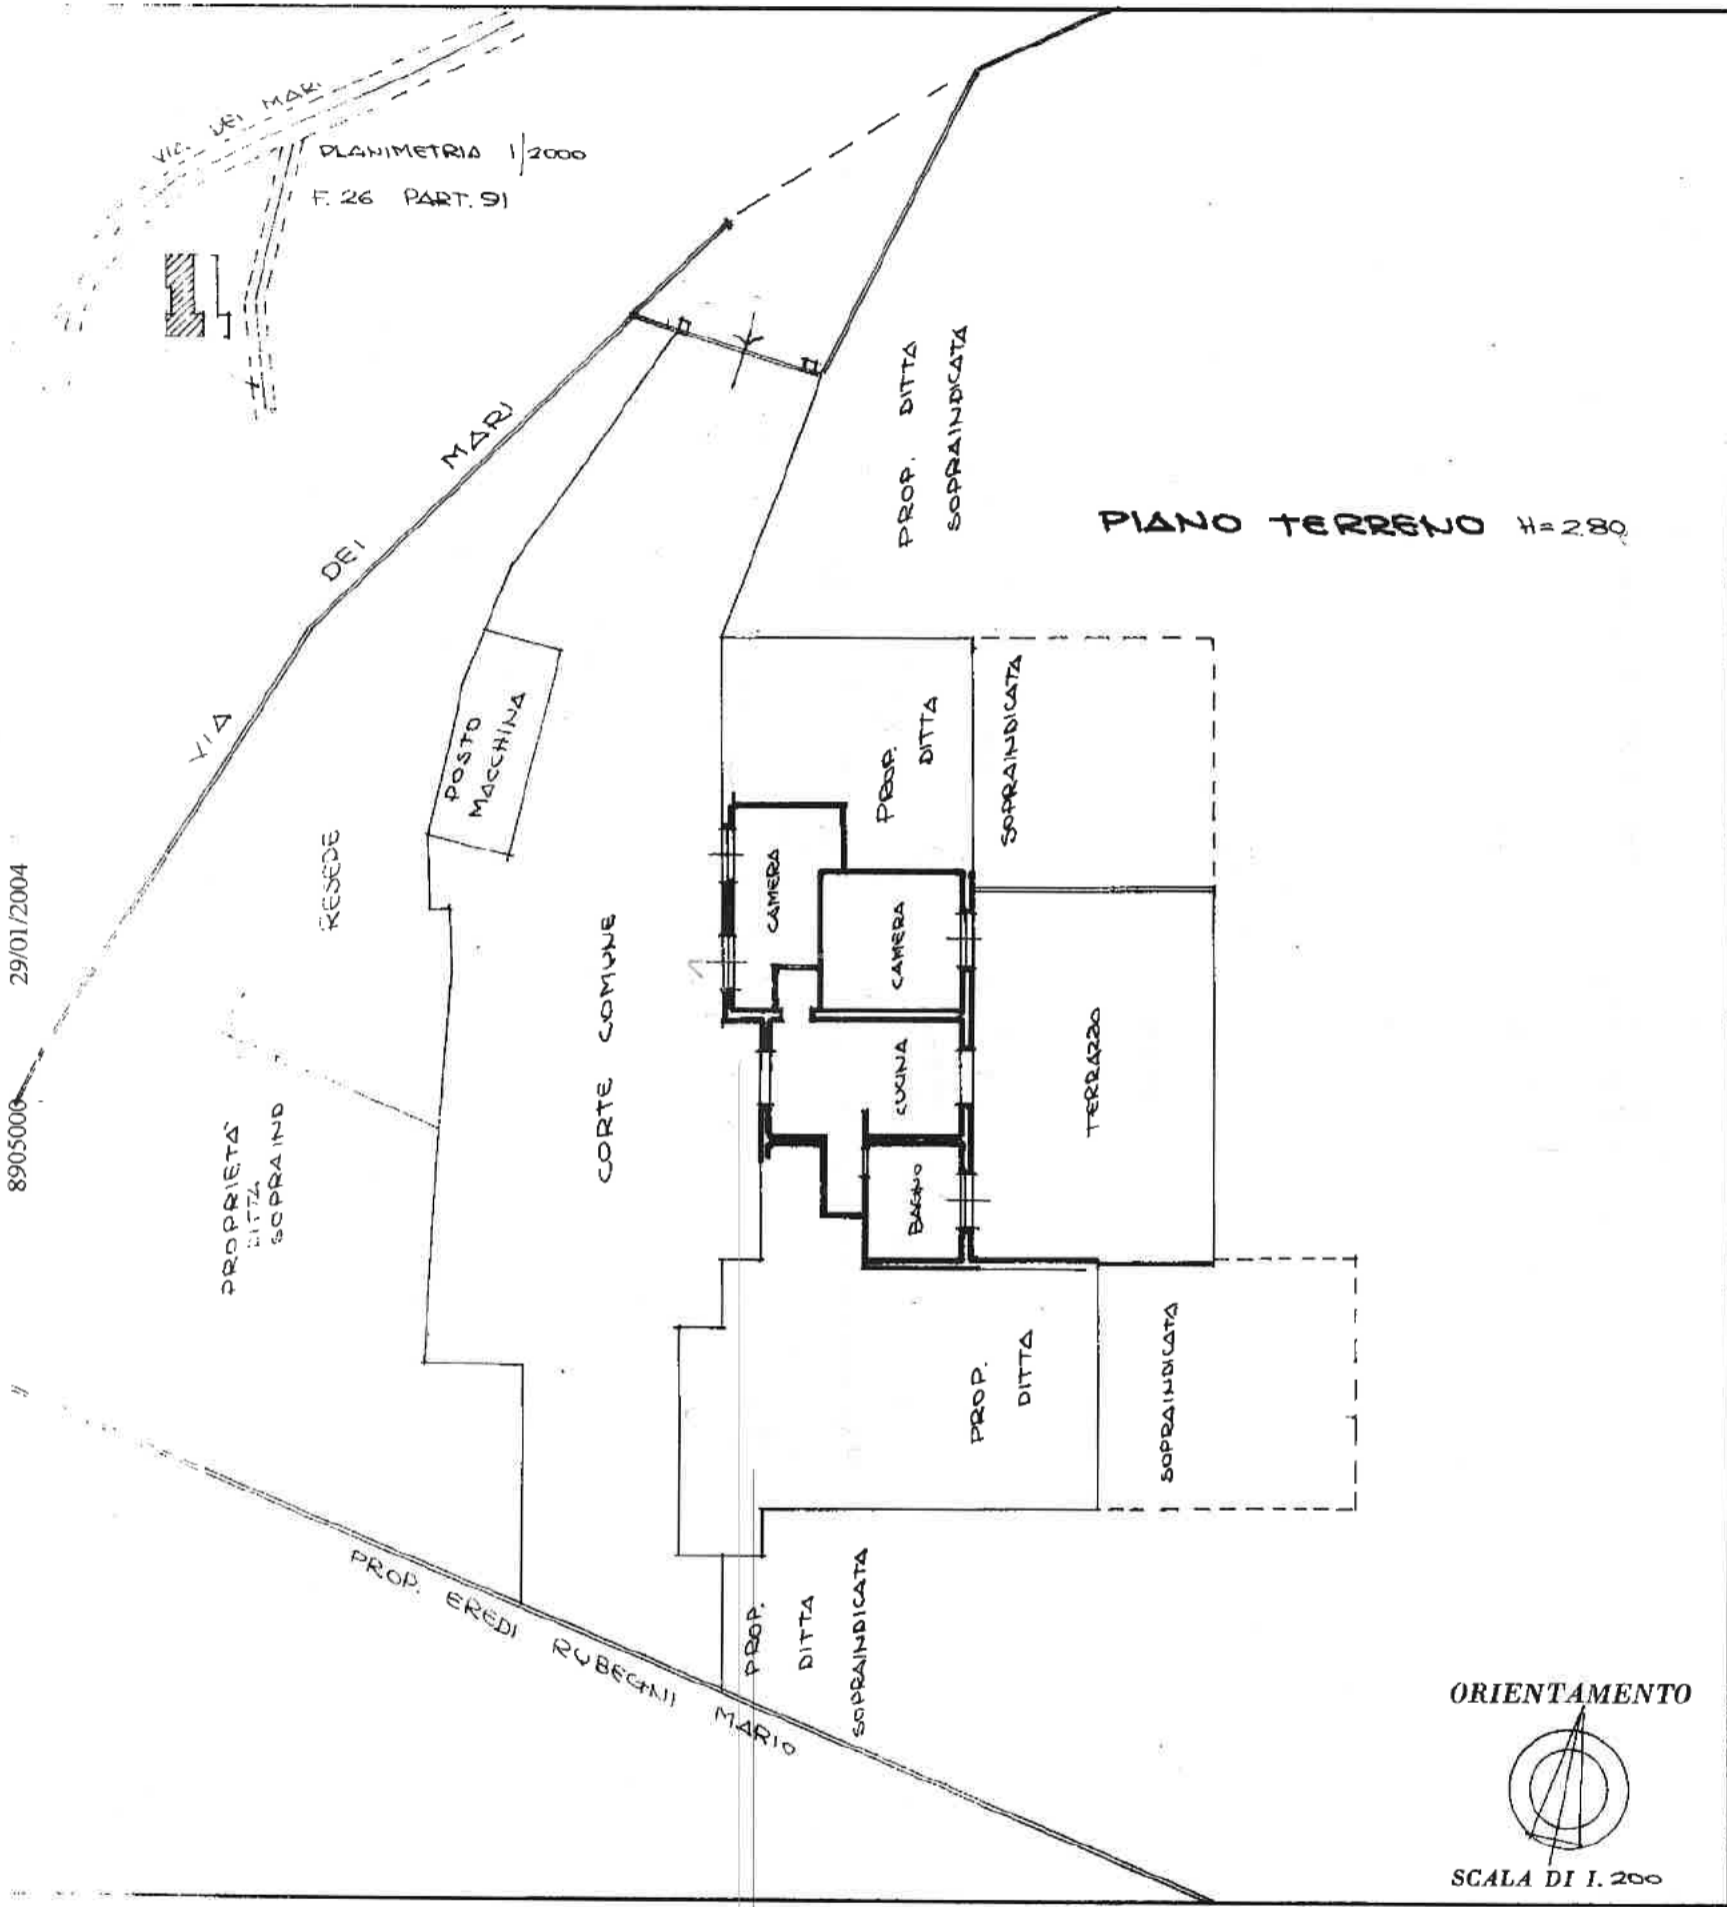 VIA DEI MARI
PLANIMETRIA 1/2000
F. 26 PART. 91
VIA DEI MARI
PROP. DITTA
SOPRAINDICATA
PIANO TERRENO H=2.80
POSTO
MACCHINA
RESEDE
PROP.
DITTA
SOPRAINDICATA
CAMERA
CAMERA
CORTE COMUNE
CUCINA
BAGNO
TERRAZZO
29/01/2004
8905000
PROPRIETA'
DITTA
SOPRAIND
PROP.
DITTA
SOPRAINDICATA
PROP. EREDI RUBEGNI MARIO
PROP.
DITTA
SOPRAINDICATA
ORIENTAMENTO
SCALA DI 1. 200